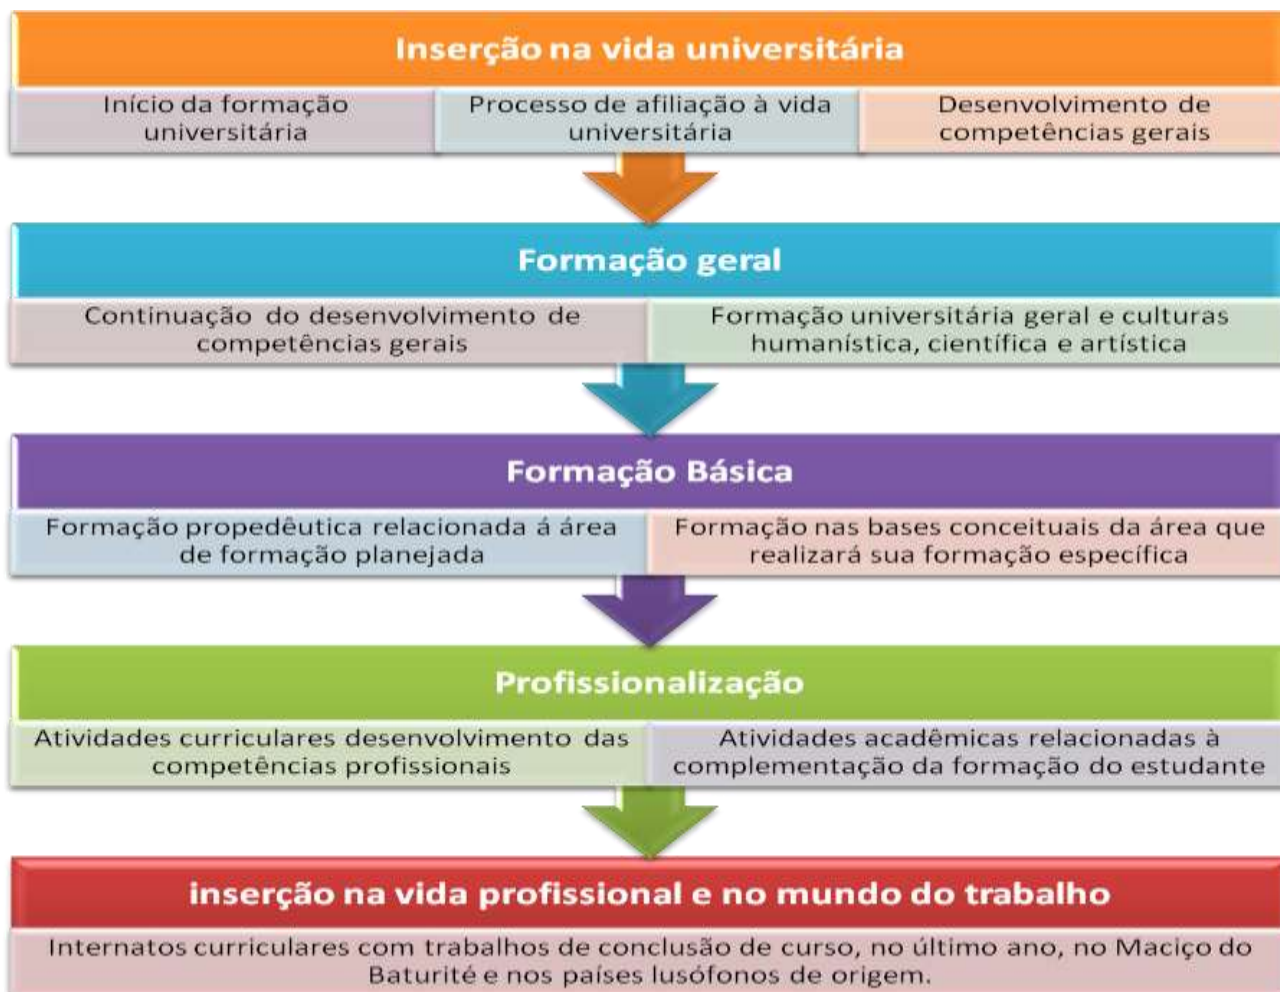 Inserção na vida universitária
Início da formação
universitária
Processo de afiliação à vida
universitária
Desenvolvimento de
competências gerais
Formação geral
Continuação do desenvolvimento de
competências gerais
Formação universitária geral e culturas
humanística, científica e artística
Formação Básica
Formação propedêutica relacionada á área
de formação planejada
Formação nas bases conceituais da área que
realizará sua formação específica
Profissionalização
Atividades curriculares desenvolvimento das
competências profissionais
Atividades acadêmicas relacionadas à
complementação da formação do estudante
inserção na vida profissional e no mundo do trabalho
Internatos curriculares com trabalhos de conclusão de curso, no último ano, no Maciço do
Baturité e nos países lusófonos de origem.